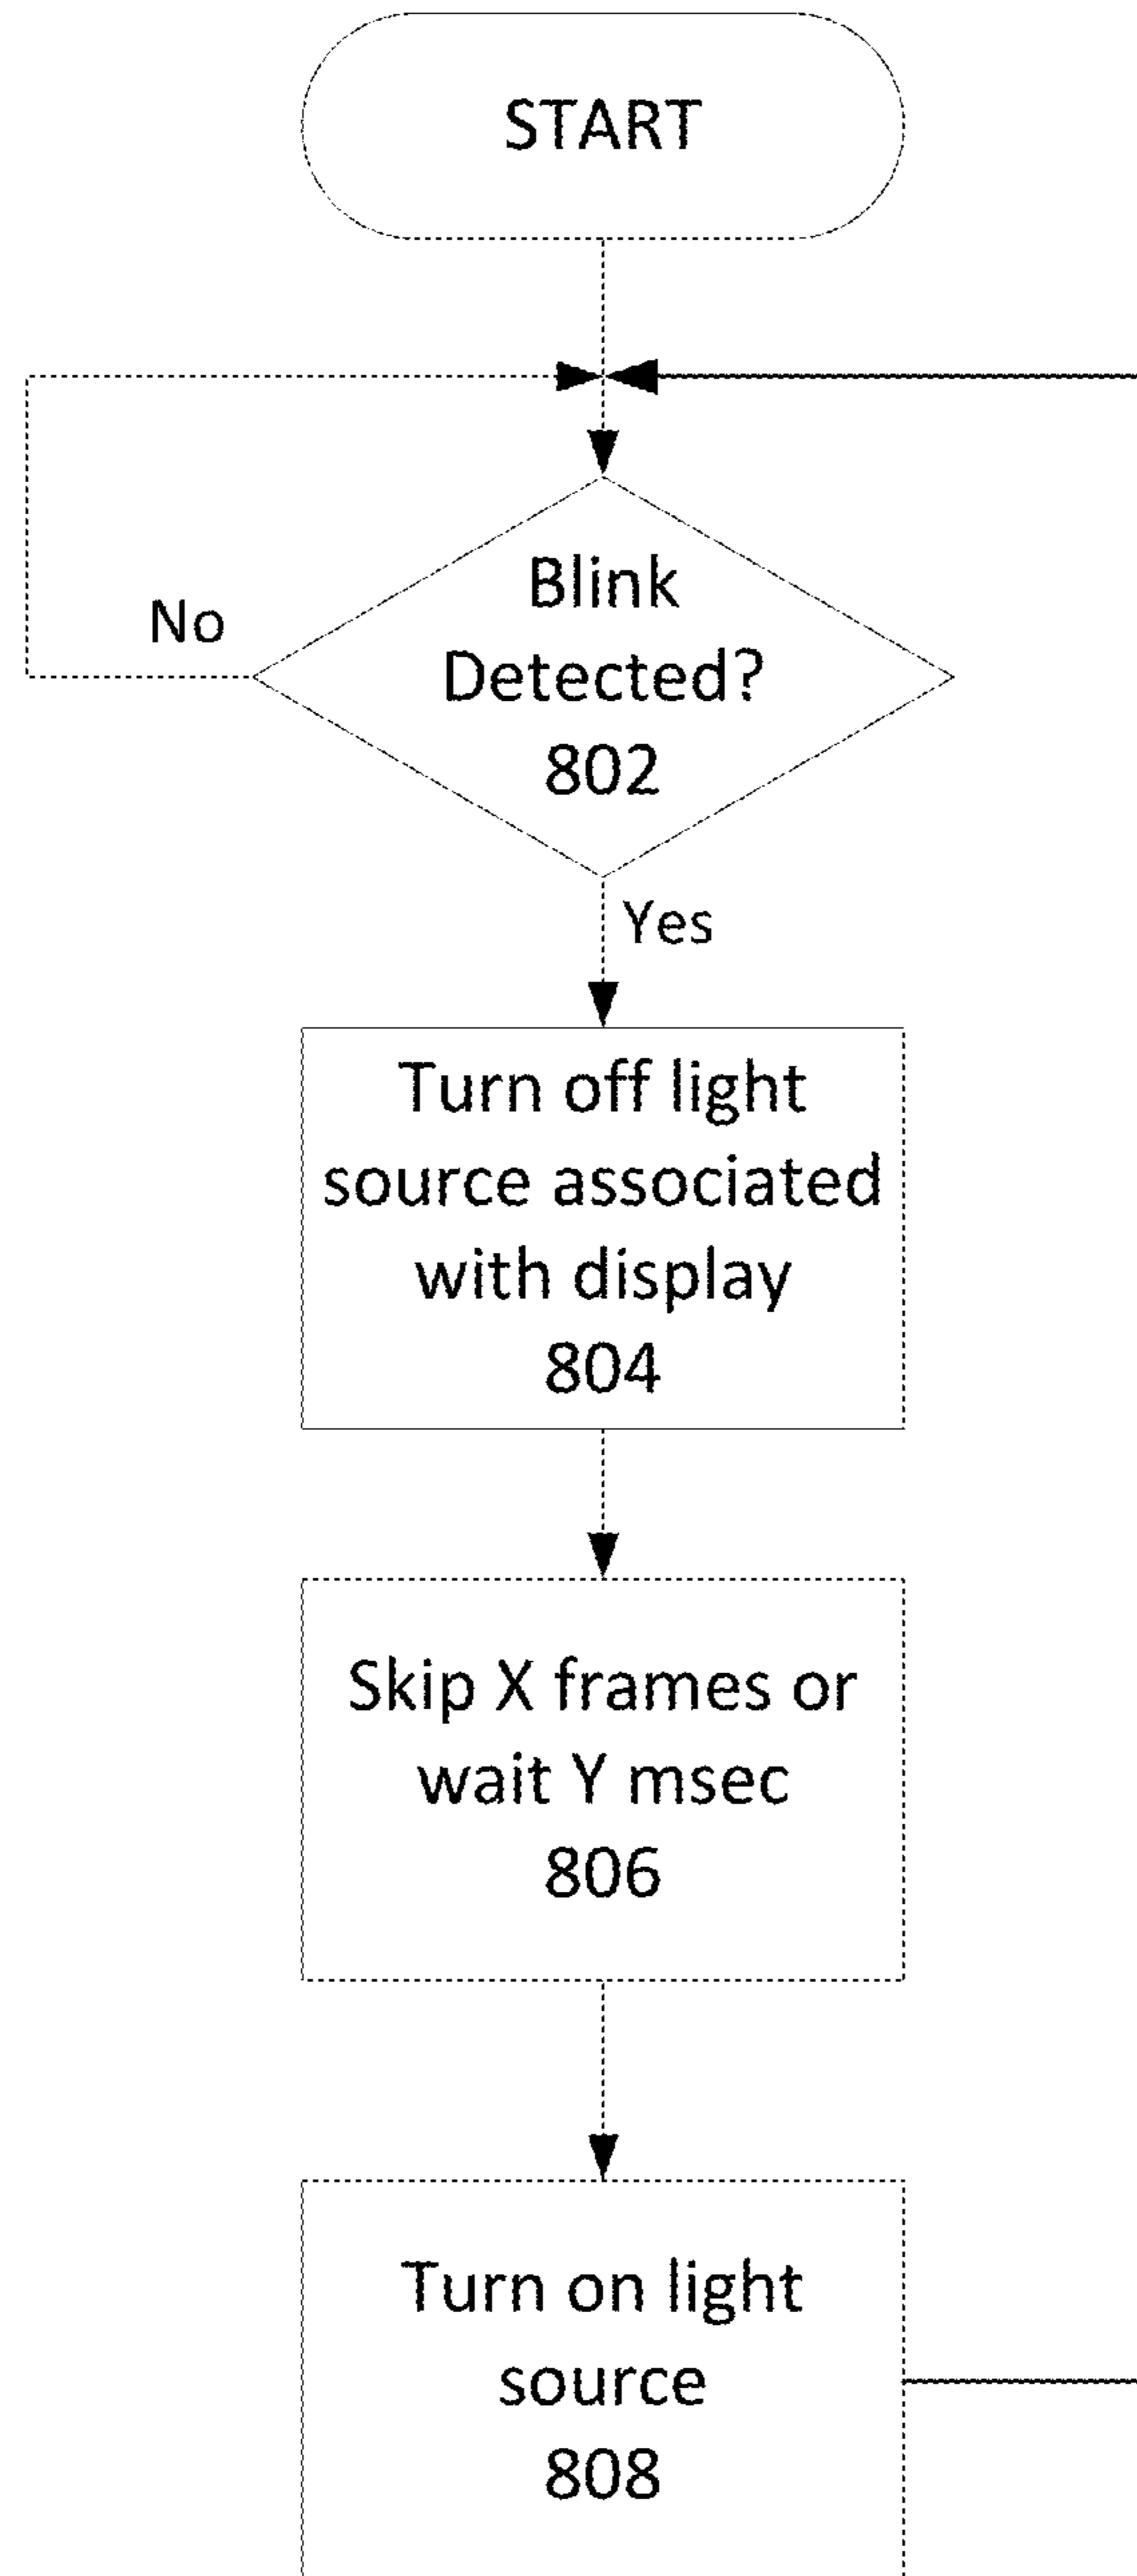 START
Blink
Detected?
802
No
Yes
Turn off light
source associated
with display
804
Skip X frames or
wait Y msec
806
Turn on light
source
808